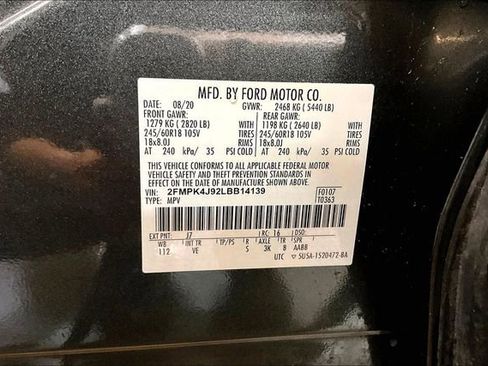 MFD. BY FORD MOTOR CO.
DATE: 08/20 GVWR: 2468 KG ( 5440 LB)
FRONT GAWR: REAR GAWR:
1279 KG ( 2820 LB) 1198 KG ( 2640 LB)
245/60R18 105V TIRES 245/60R18 105V TIRES
18x8.0J RIMS 18x8.0J RIMS
AT 240 kPa/ 35 PSI COLD AT 240 kPa/ 35 PSI COLD
THIS VEHICLE CONFORMS TO ALL APPLICABLE FEDERAL MOTOR
VEHICLE SAFETY AND THEFT PREVENTION STANDARDS IN
EFFECT ON THE DATE OF MANUFACTURE SHOWN ABOVE.
VIN: 2FMPK4J92LBB14139 F0107
TYPE: MPV T0363
EXT PNT: J7 RC: 16 DSO:
WB INT TR TP/PS R AXLE TR SPR
112 VE S 3K 8 AABB
UTC 5U5A-1520472-BA